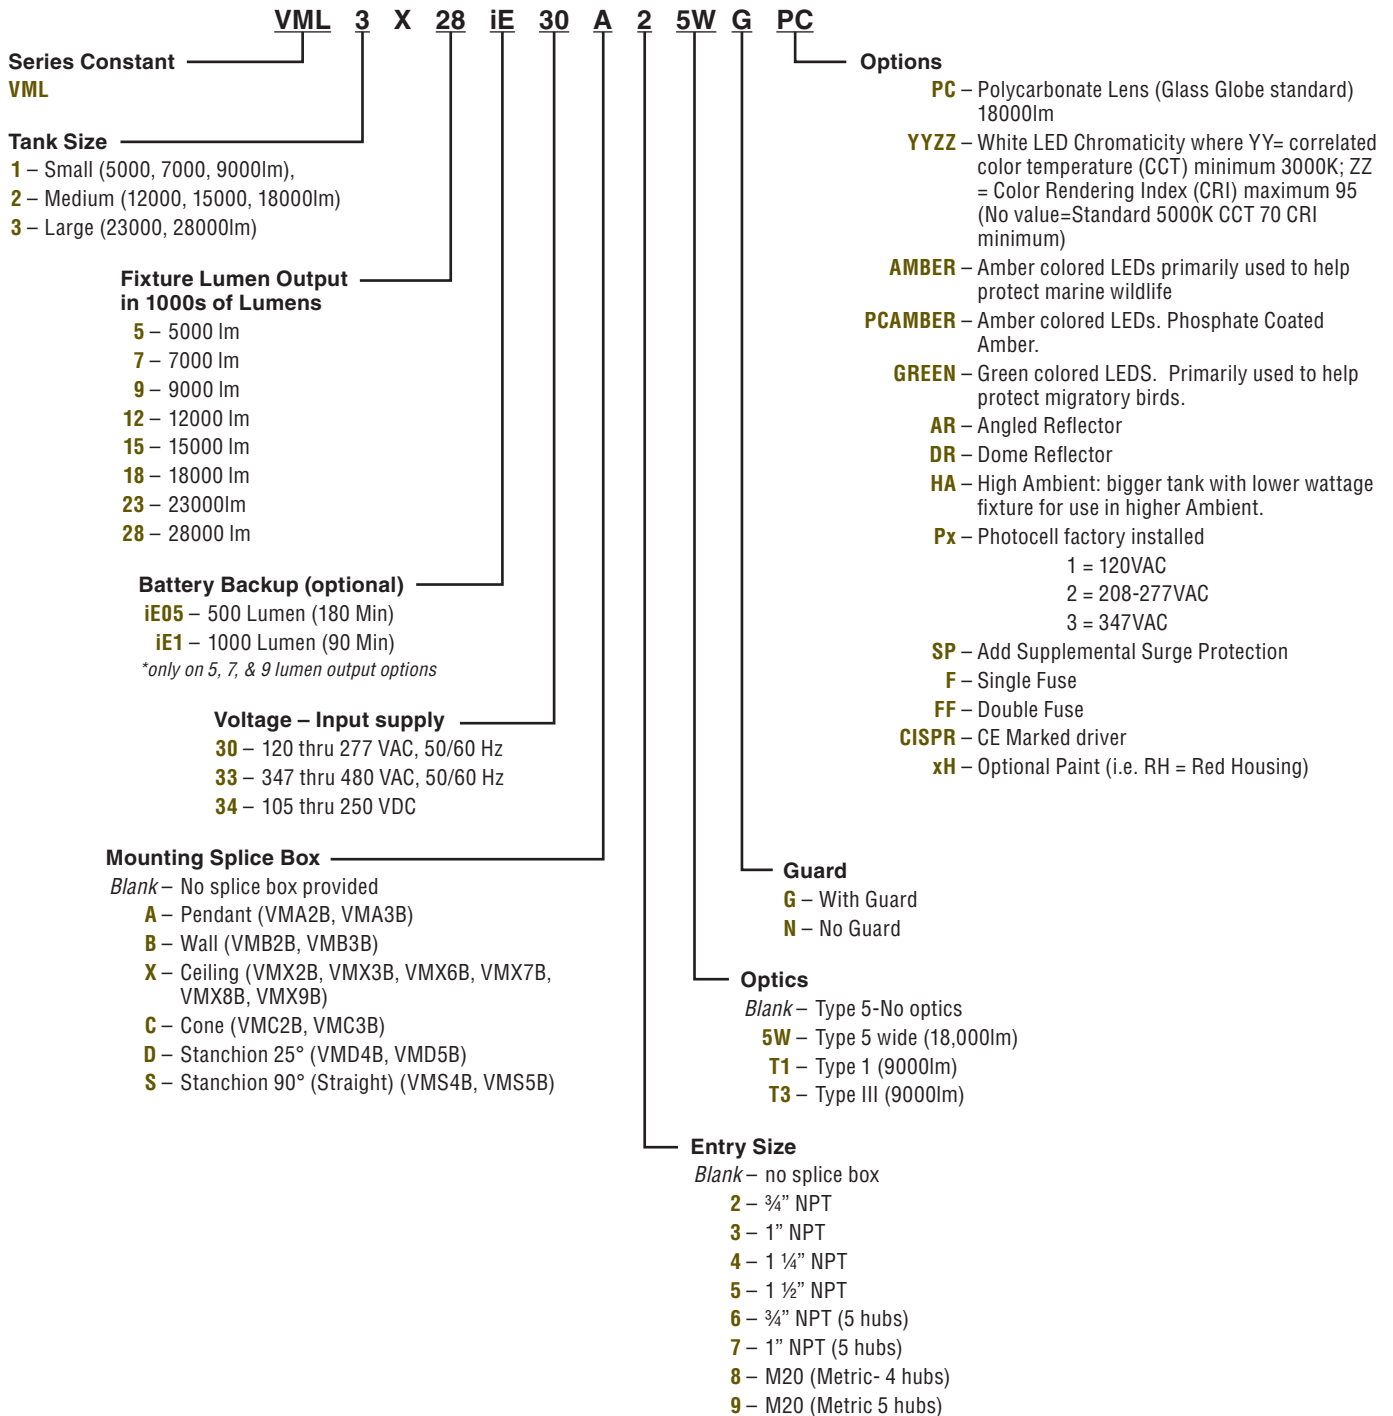 VML 3 X 28 iE 30 A 2 5W G PC
Series Constant
VML
Tank Size
1 – Small (5000, 7000, 9000lm),
2 – Medium (12000, 15000, 18000lm)
3 – Large (23000, 28000lm)
Fixture Lumen Output
in 1000s of Lumens
5 – 5000 lm
7 – 7000 lm
9 – 9000 lm
12 – 12000 lm
15 – 15000 lm
18 – 18000 lm
23 – 23000lm
28 – 28000 lm
Battery Backup (optional)
iE05 – 500 Lumen (180 Min)
iE1 – 1000 Lumen (90 Min)
*only on 5, 7, & 9 lumen output options
Voltage – Input supply
30 – 120 thru 277 VAC, 50/60 Hz
33 – 347 thru 480 VAC, 50/60 Hz
34 – 105 thru 250 VDC
Mounting Splice Box
Blank – No splice box provided
A – Pendant (VMA2B, VMA3B)
B – Wall (VMB2B, VMB3B)
X – Ceiling (VMX2B, VMX3B, VMX6B, VMX7B,
VMX8B, VMX9B)
C – Cone (VMC2B, VMC3B)
D – Stanchion 25° (VMD4B, VMD5B)
S – Stanchion 90° (Straight) (VMS4B, VMS5B)
Options
PC – Polycarbonate Lens (Glass Globe standard)
18000lm
YYZZ – White LED Chromaticity where YY= correlated
color temperature (CCT) minimum 3000K; ZZ
= Color Rendering Index (CRI) maximum 95
(No value=Standard 5000K CCT 70 CRI
minimum)
AMBER – Amber colored LEDs primarily used to help
protect marine wildlife
PCAMBER – Amber colored LEDs. Phosphate Coated
Amber.
GREEN – Green colored LEDS. Primarily used to help
protect migratory birds.
AR – Angled Reflector
DR – Dome Reflector
HA – High Ambient: bigger tank with lower wattage
fixture for use in higher Ambient.
Px – Photocell factory installed
1 = 120VAC
2 = 208-277VAC
3 = 347VAC
SP – Add Supplemental Surge Protection
F – Single Fuse
FF – Double Fuse
CISPR – CE Marked driver
xH – Optional Paint (i.e. RH = Red Housing)
Guard
G – With Guard
N – No Guard
Optics
Blank – Type 5-No optics
5W – Type 5 wide (18,000lm)
T1 – Type 1 (9000lm)
T3 – Type III (9000lm)
Entry Size
Blank – no splice box
2 – ¾” NPT
3 – 1” NPT
4 – 1 ¼” NPT
5 – 1 ½” NPT
6 – ¾” NPT (5 hubs)
7 – 1” NPT (5 hubs)
8 – M20 (Metric- 4 hubs)
9 – M20 (Metric 5 hubs)